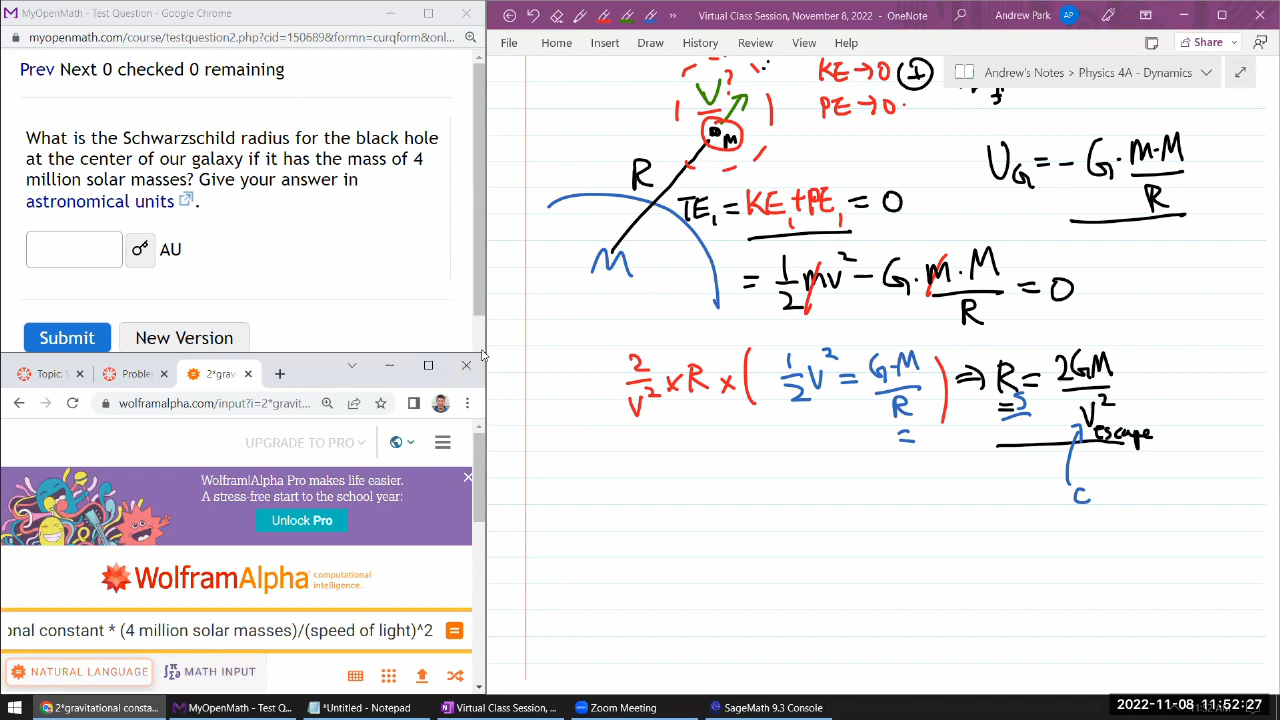 MyOpenMath - Test Question - Google Chrome
myopenmath.com/course/testquestion2.php?cid=150689&formn=curqform&onl...
Prev Next 0 checked 0 remaining
What is the Schwarzschild radius for the black hole
at the center of our galaxy if it has the mass of 4
million solar masses? Give your answer in
astronomical units
AU
Submit
New Version
Topic:
Proble
2*grav
wolframalpha.com/input?i=2*gravit...
UPGRADE TO PRO
Wolfram|Alpha Pro makes life easier.
A stress-free start to the school year:
Unlock Pro
WolframAlpha computational intelligence.
onal constant * (4 million solar masses)/(speed of light)^2
NATURAL LANGUAGE
MATH INPUT
Virtual Class Session, November 8, 2022 - OneNote
Andrew Park AP
File Home Insert Draw History Review View Help
Share
Andrew's Notes > Physics 4A - Dynamics
KE → 0 I
PE → 0
V ?
m
R
M
U_G = - G · m·M / R
TE₁ = KE₁ + PE₁ = 0
= 1/2 mv² - G · m · M / R = 0
2/V² × R × ( 1/2 V² = G·M / R ) ⇒ R_S = 2GM / V²escape
c
2*gravitational consta...
MyOpenMath - Test Q...
*Untitled - Notepad
Virtual Class Session, ...
Zoom Meeting
SageMath 9.3 Console
2022-11-08 11:52:27